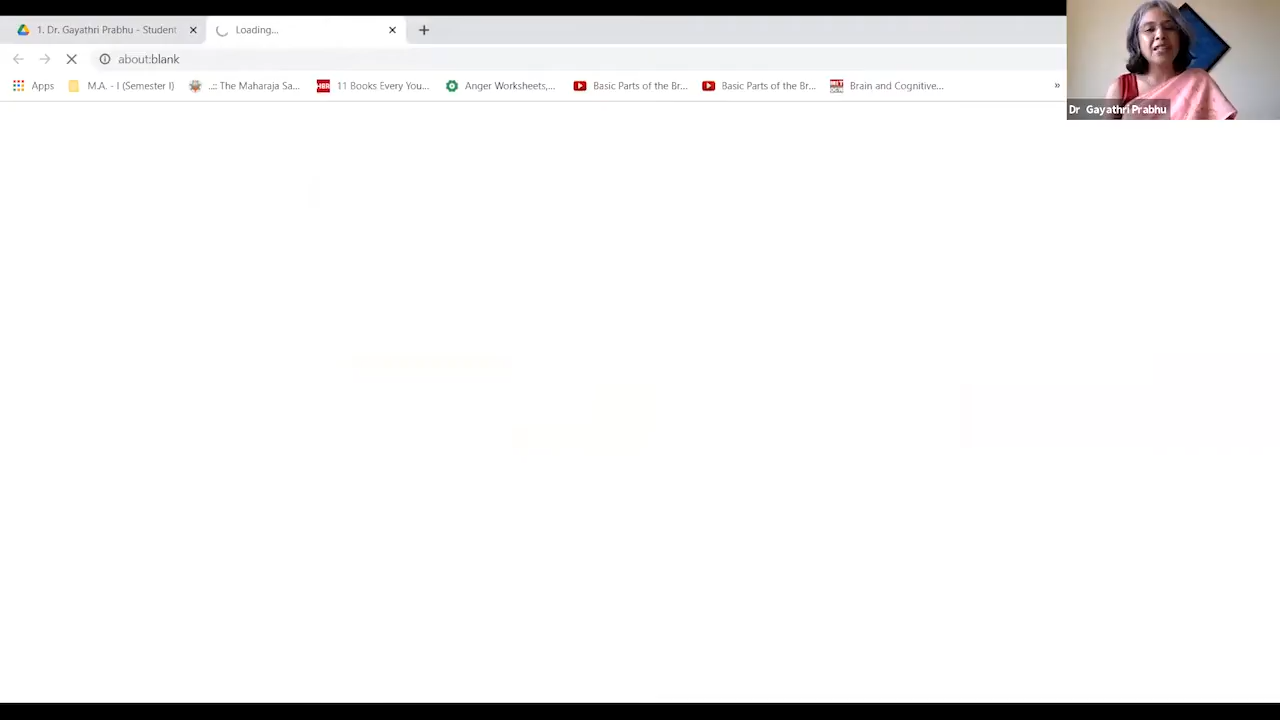 1. Dr. Gayathri Prabhu - Student
Loading...
about:blank
Apps
M.A. - I (Semester I)
..:: The Maharaja Sa...
HBR
11 Books Every You...
Anger Worksheets,...
Basic Parts of the Br...
Basic Parts of the Br...
Brain and Cognitive...
»
Dr Gayathri Prabhu